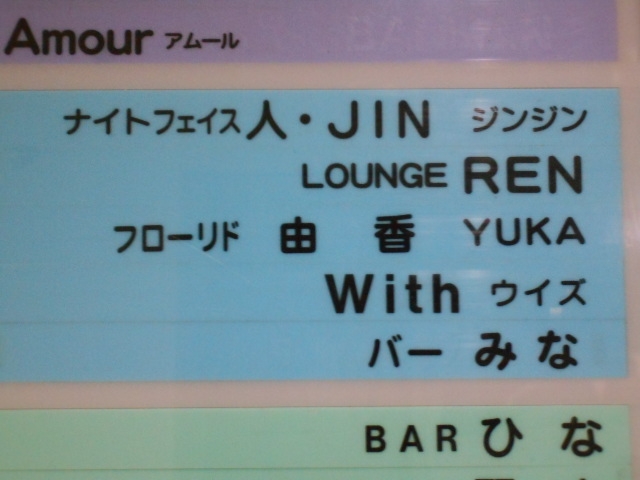 Amour アムール
ナイトフェイス 人・JIN ジンジン
LOUNGE REN
フローリド 由香 YUKA
With ウイズ
バー みな
BAR ひな